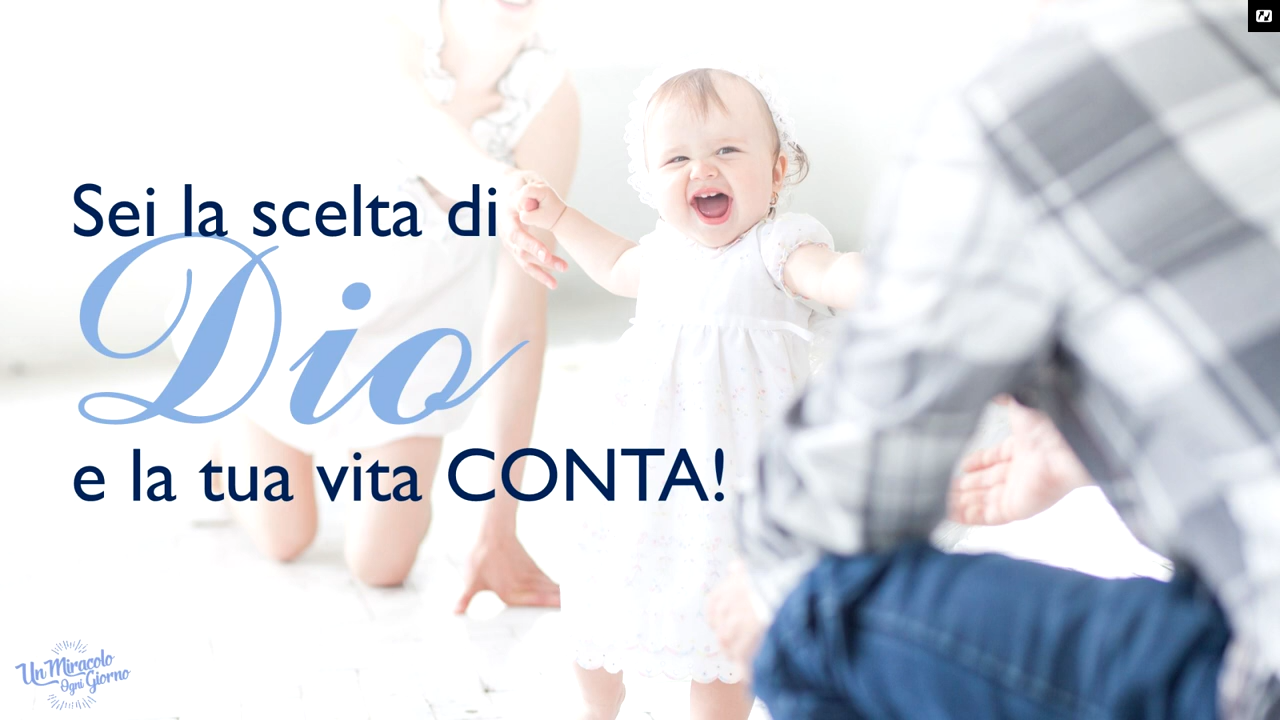 Sei la scelta di
Dio
e la tua vita CONTA!
Un Miracolo
Ogni Giorno